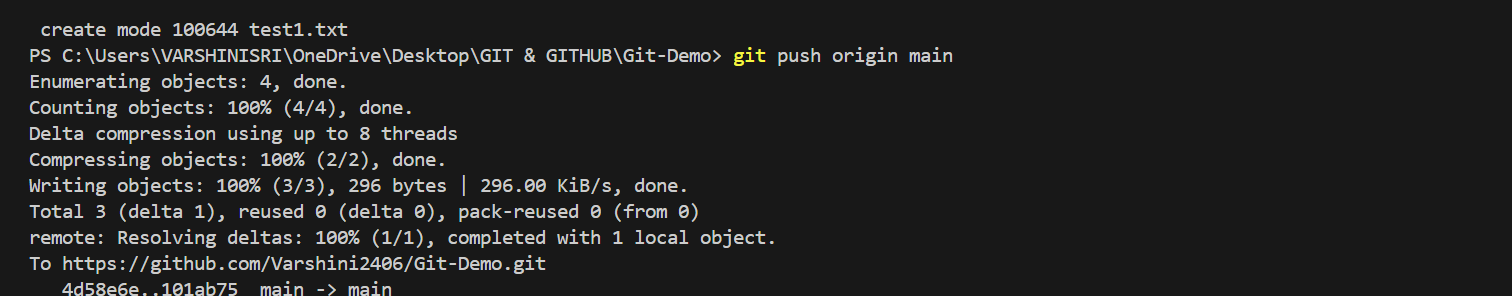 create mode 100644 test1.txt
PS C:\Users\VARSHINISRI\OneDrive\Desktop\GIT & GITHUB\Git-Demo> git push origin main
Enumerating objects: 4, done.
Counting objects: 100% (4/4), done.
Delta compression using up to 8 threads
Compressing objects: 100% (2/2), done.
Writing objects: 100% (3/3), 296 bytes | 296.00 KiB/s, done.
Total 3 (delta 1), reused 0 (delta 0), pack-reused 0 (from 0)
remote: Resolving deltas: 100% (1/1), completed with 1 local object.
To https://github.com/Varshini2406/Git-Demo.git
4d58e6e..101ab75  main -> main